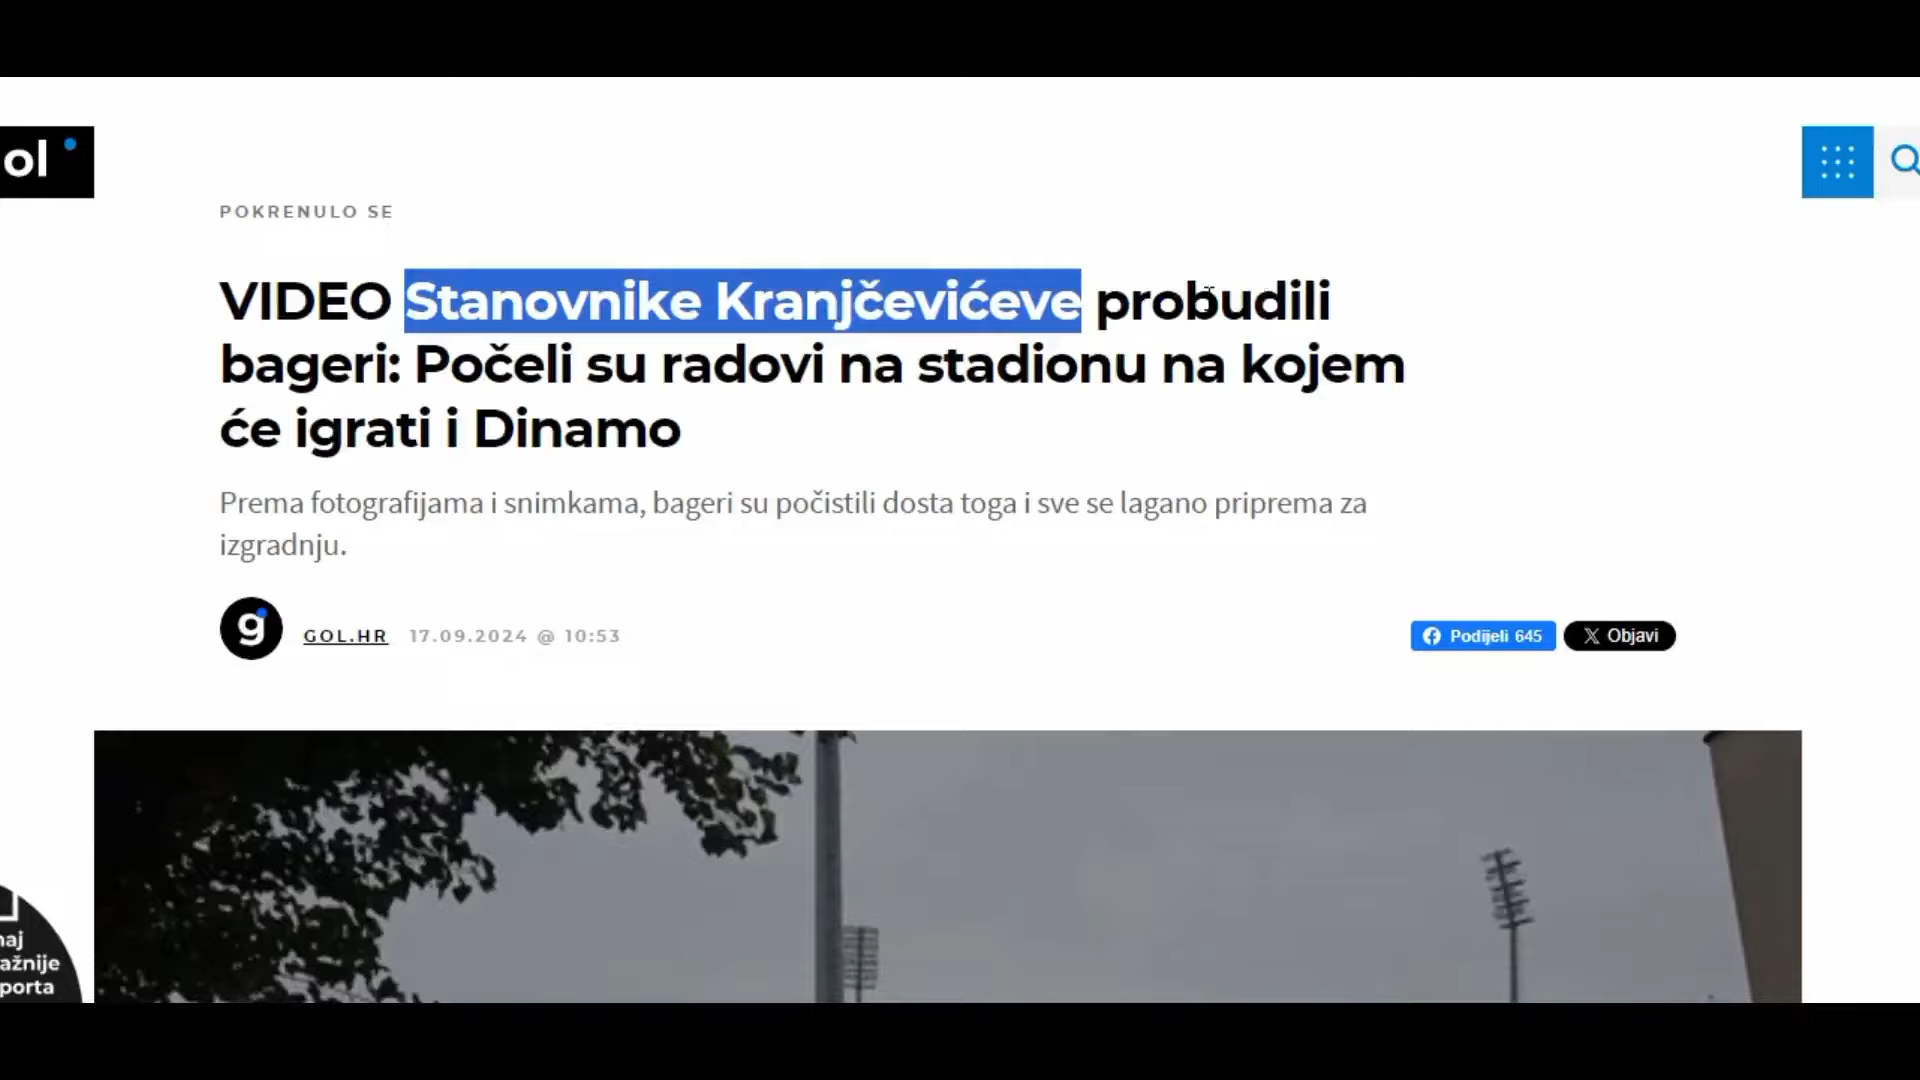 ol
POKRENULO SE
VIDEO Stanovnike Kranjčevićeve probudili
bageri: Počeli su radovi na stadionu na kojem
će igrati i Dinamo
Prema fotografijama i snimkama, bageri su počistili dosta toga i sve se lagano priprema za
izgradnju.
g GOL.HR 17.09.2024 @ 10:53
Podijeli 645 X Objavi
naj
ažnije
porta